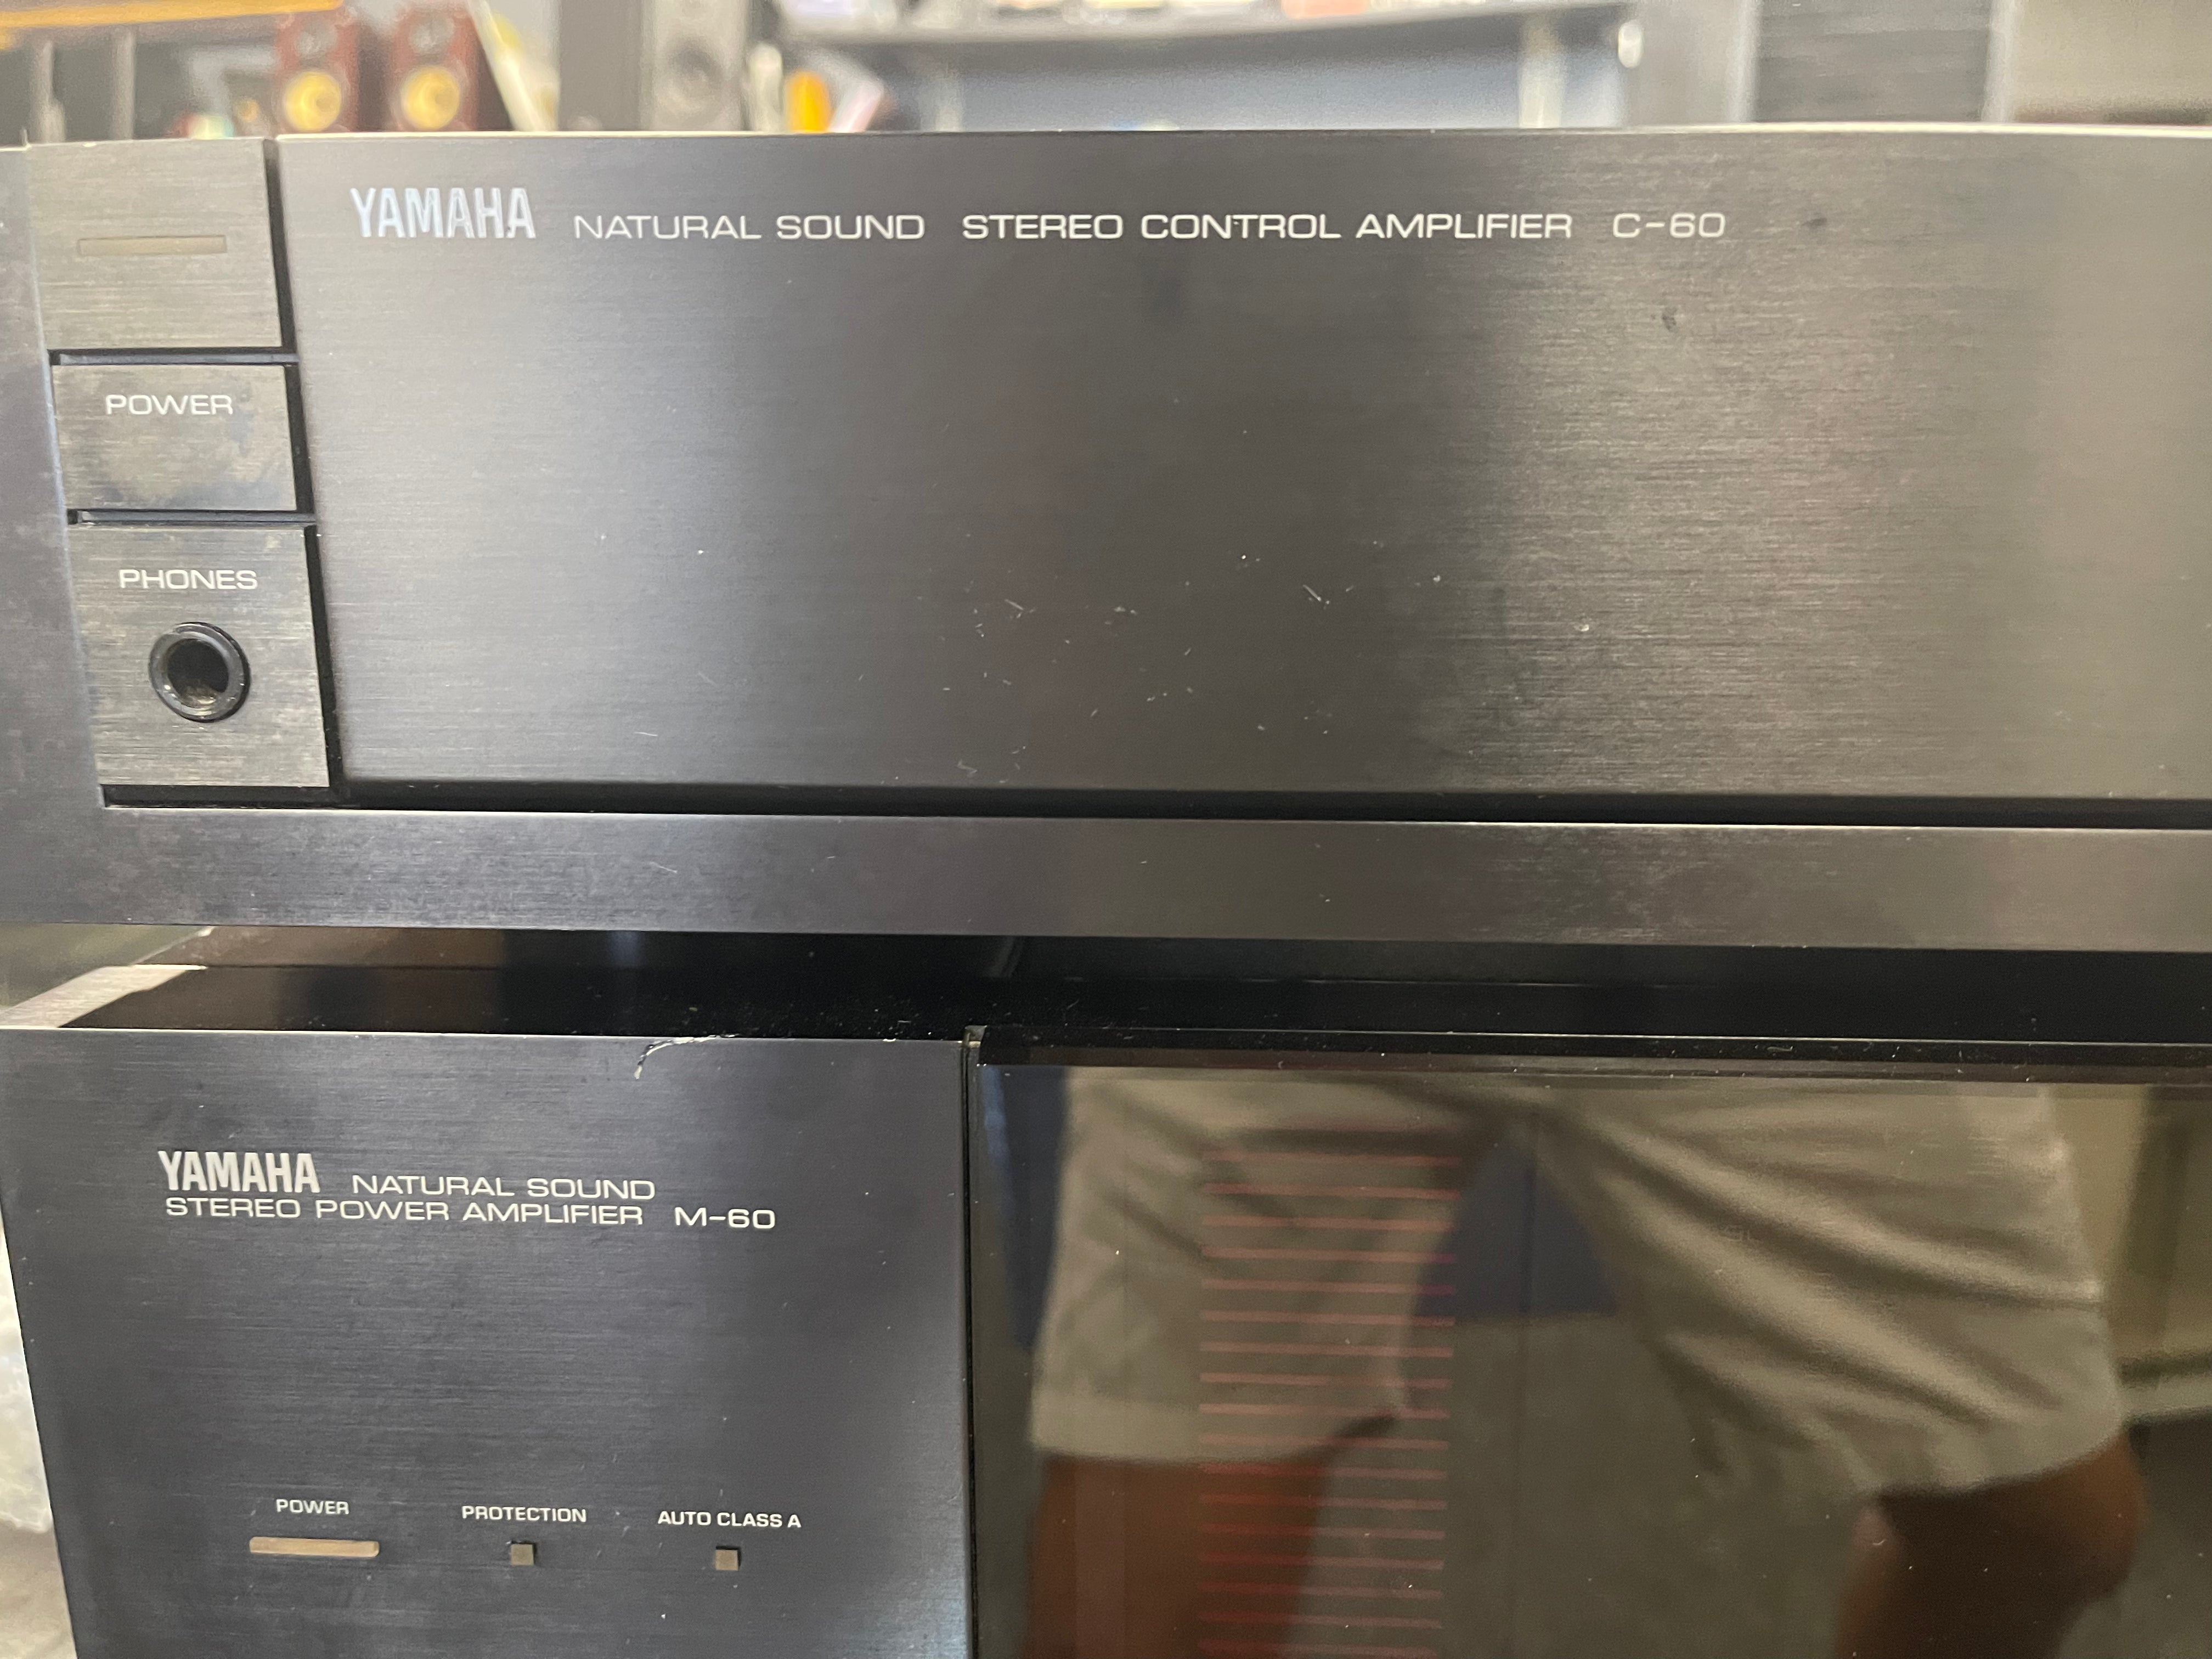 YAMAHA NATURAL SOUND STEREO CONTROL AMPLIFIER C-60
POWER
PHONES
YAMAHA NATURAL SOUND
STEREO POWER AMPLIFIER M-60
POWER PROTECTION AUTO CLASS A